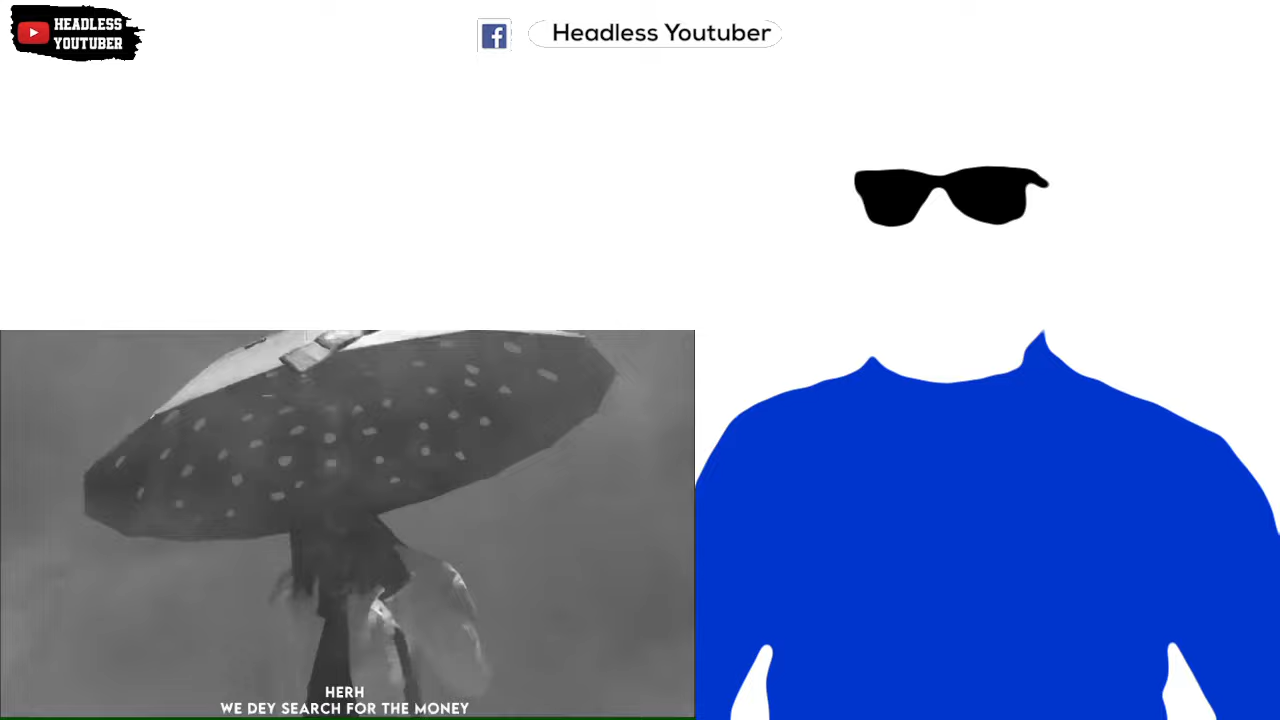 HEADLESS
YOUTUBER
Headless Youtuber
HERH
WE DEY SEARCH FOR THE MONEY